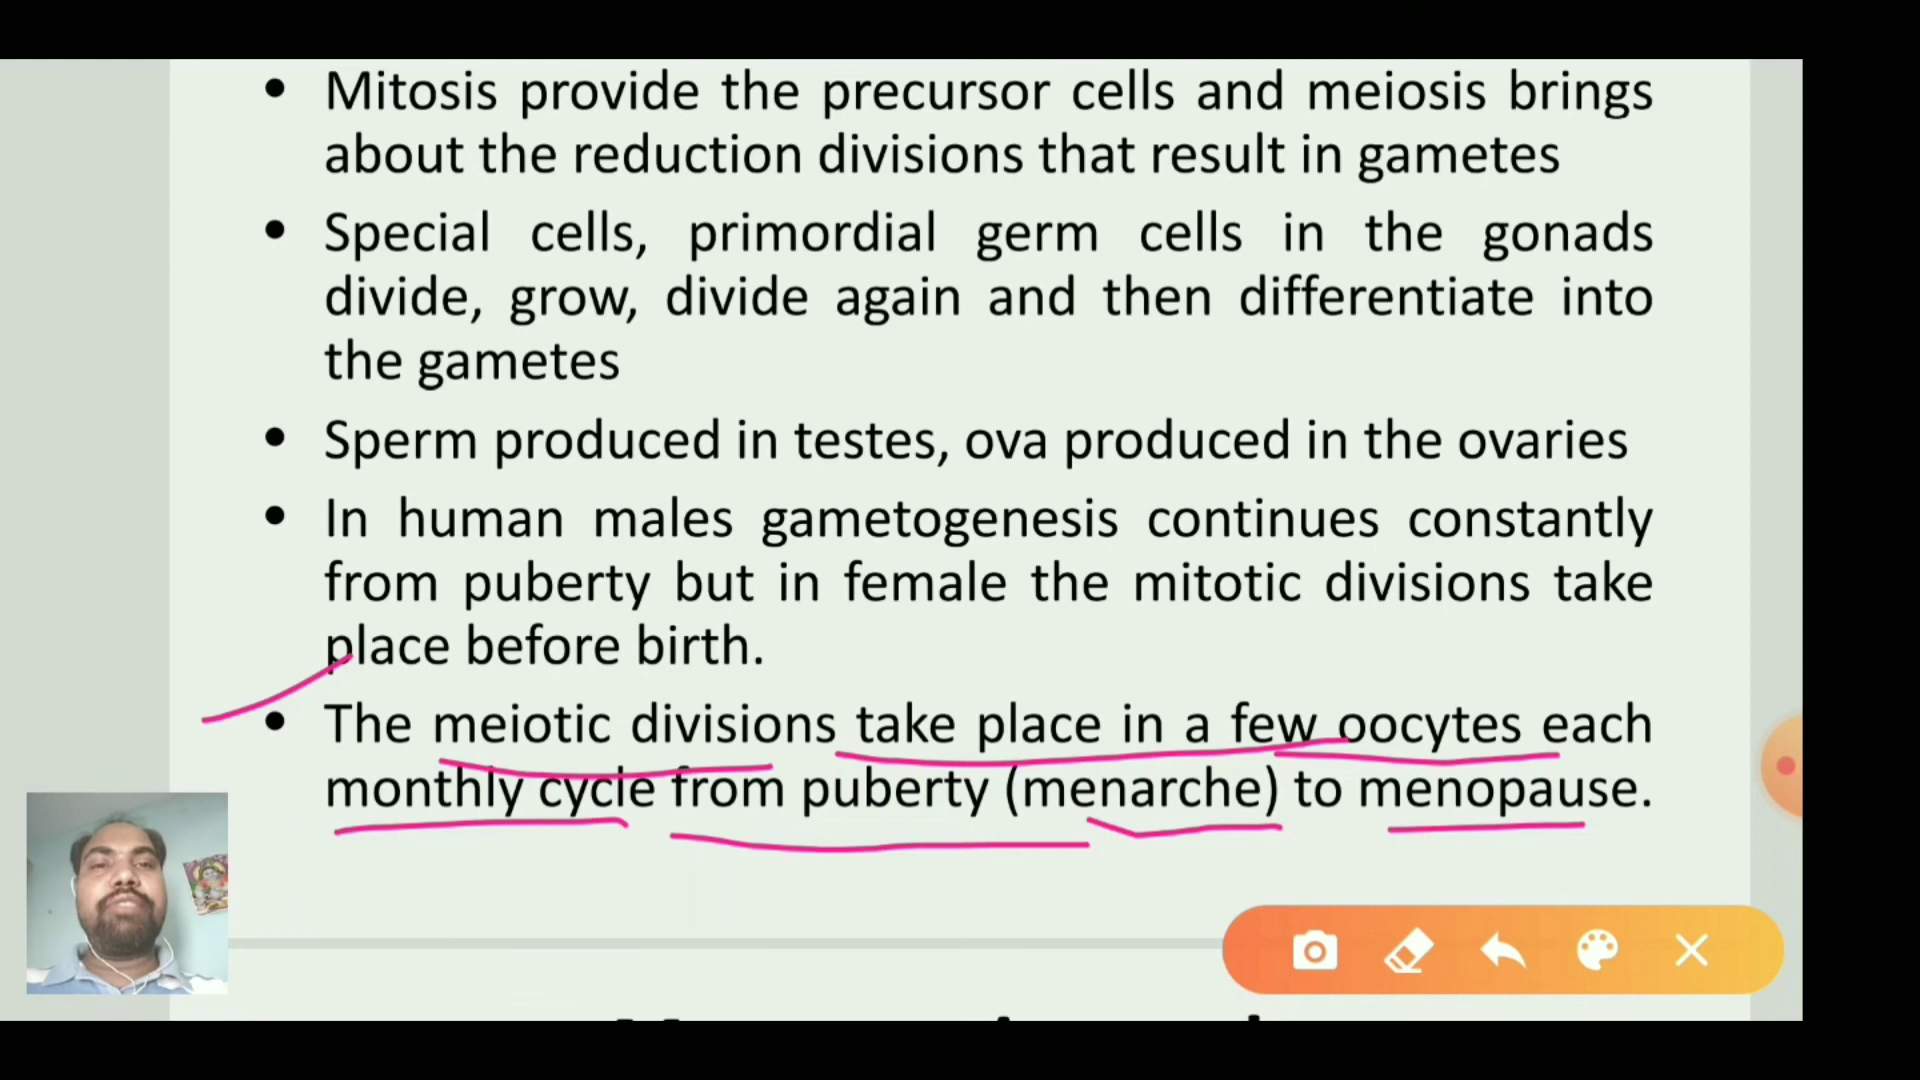 • Mitosis provide the precursor cells and meiosis brings
about the reduction divisions that result in gametes
• Special cells, primordial germ cells in the gonads
divide, grow, divide again and then differentiate into
the gametes
• Sperm produced in testes, ova produced in the ovaries
• In human males gametogenesis continues constantly
from puberty but in female the mitotic divisions take
place before birth.
• The meiotic divisions take place in a few oocytes each
monthly cycle from puberty (menarche) to menopause.